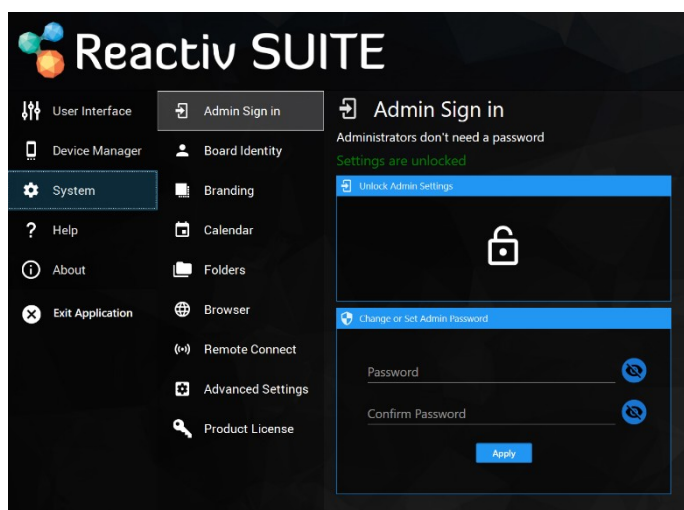 Reactiv SUITE
User Interface
Device Manager
System
Help
About
Exit Application
Admin Sign in
Board Identity
Branding
Calendar
Folders
Browser
Remote Connect
Advanced Settings
Product License
Admin Sign in
Administrators don't need a password
Settings are unlocked
Unlock Admin Settings
Change or Set Admin Password
Password
Confirm Password
Apply